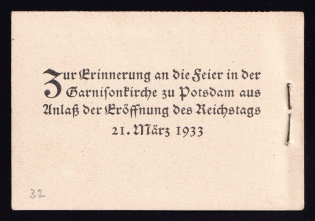 Zur Erinnerung an die Feier in der
Garnisonkirche zu Potsdam aus
Anlaß der Eröffnung des Reichstags
21. März 1933
32